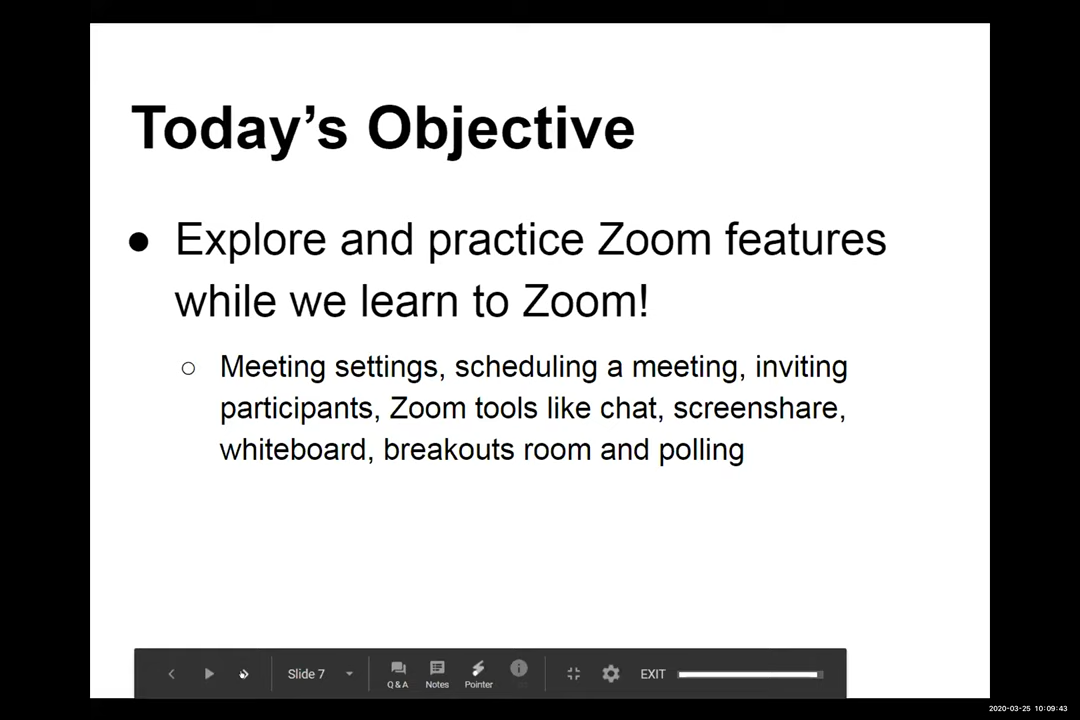 Today’s Objective
● Explore and practice Zoom features
while we learn to Zoom!
○ Meeting settings, scheduling a meeting, inviting
participants, Zoom tools like chat, screenshare,
whiteboard, breakouts room and polling
Slide 7
Q & A
Notes
Pointer
EXIT
2020-03-25 10:09:43